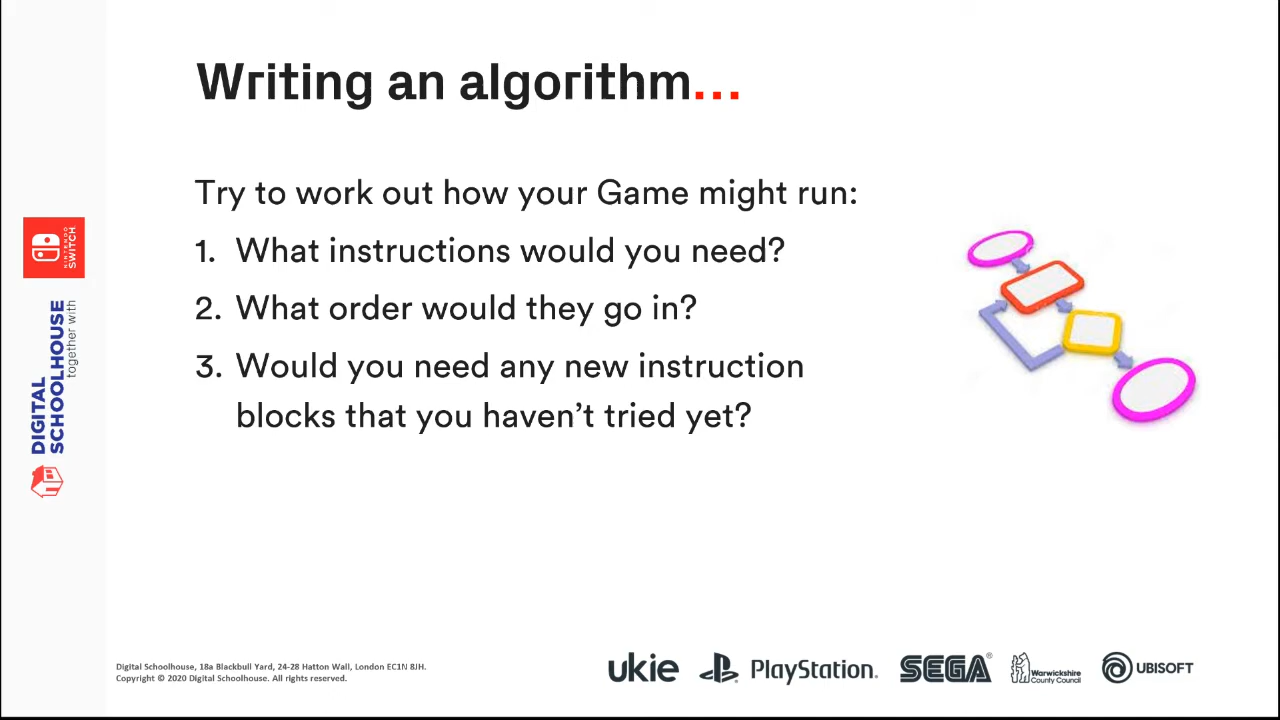 Writing an algorithm...
Try to work out how your Game might run:
1. What instructions would you need?
2. What order would they go in?
3. Would you need any new instruction
blocks that you haven’t tried yet?
NINTENDO
SWITCH
DIGITAL
SCHOOLHOUSE
together with
Digital Schoolhouse, 18a Blackbull Yard, 24-28 Hatton Wall, London EC1N 8JH.
Copyright © 2020 Digital Schoolhouse. All rights reserved.
ukie
PlayStation.
SEGA®
Warwickshire
County Council
UBISOFT